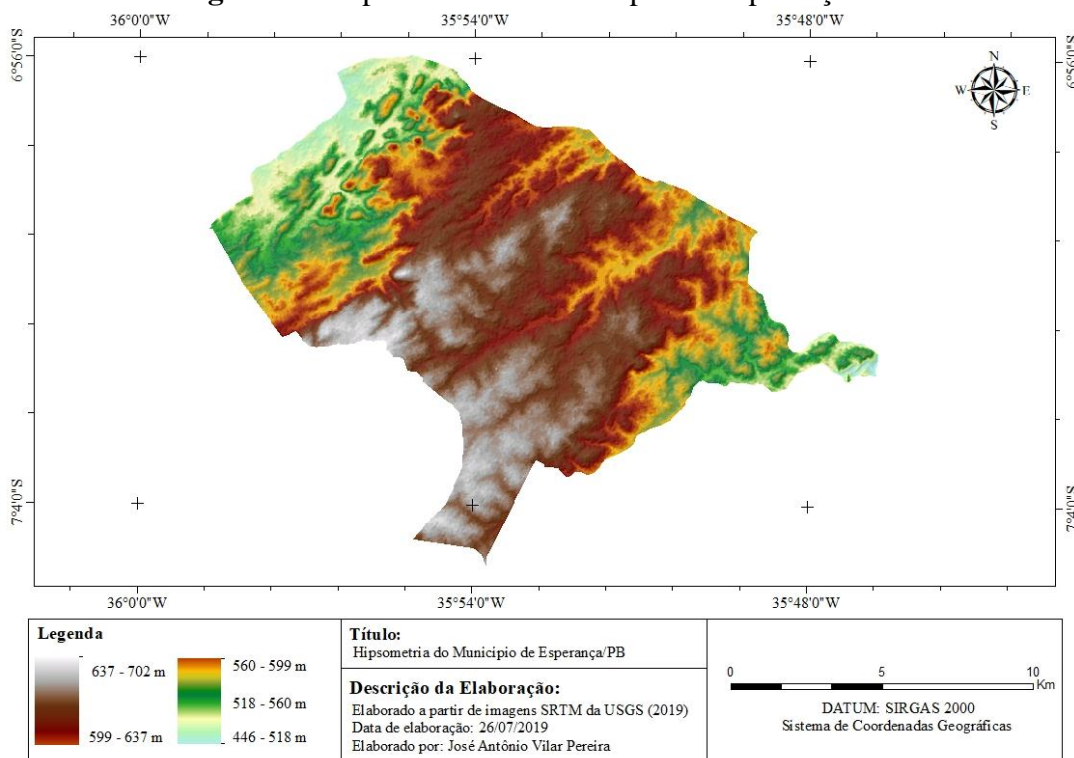 36°0'0"W 35°54'0"W 35°48'0"W
6°56'0"S
6°56'0"S
N
W E
S
7°4'0"S
7°4'0"S
36°0'0"W 35°54'0"W 35°48'0"W
Legenda
637 - 702 m
599 - 637 m
560 - 599 m
518 - 560 m
446 - 518 m
Título:
Hipsometria do Municipio de Esperança/PB
Descrição da Elaboração:
Elaborado a partir de imagens SRTM da USGS (2019)
Data de elaboração: 26/07/2019
Elaborado por: José Antônio Vilar Pereira
0 5 10
Km
DATUM: SIRGAS 2000
Sistema de Coordenadas Geográficas